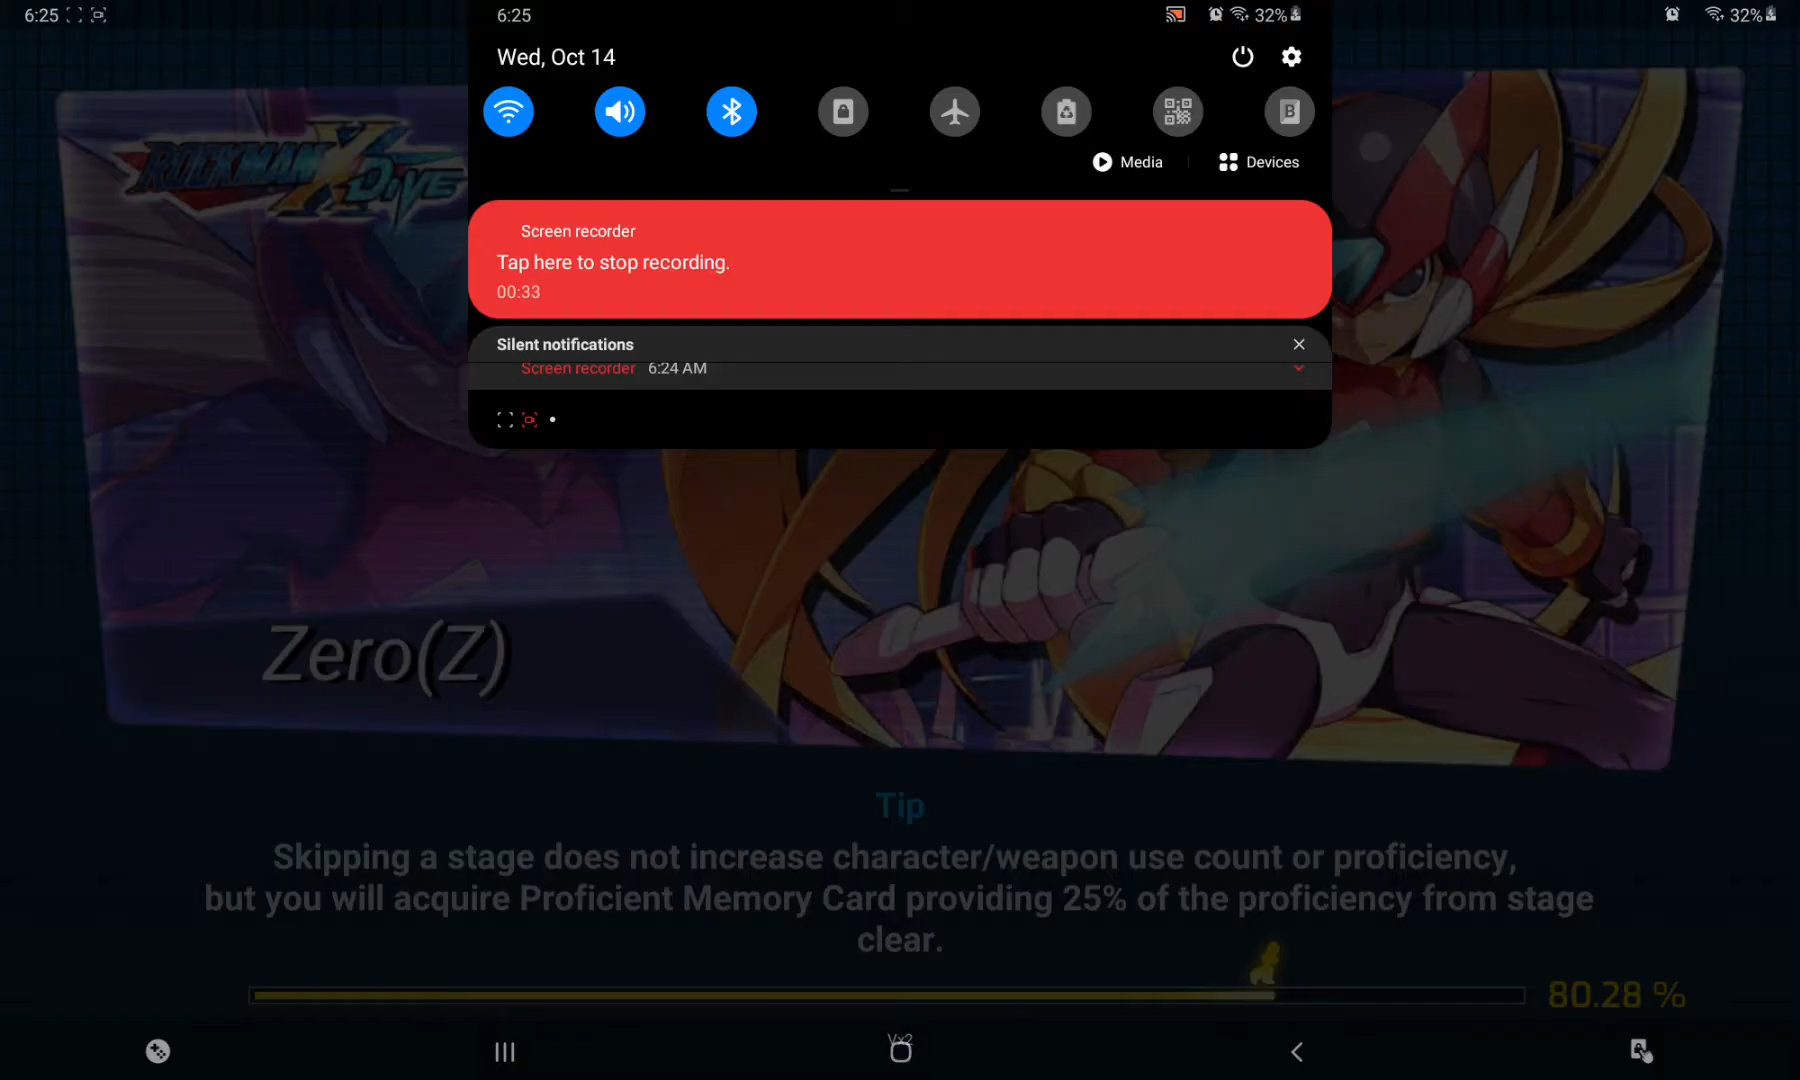 6:25
6:25
32%
32%
Wed, Oct 14
Media
Devices
Screen recorder
Tap here to stop recording.
00:33
Silent notifications
Screen recorder 6:24 AM
ROCKMAN X DiVE
Zero(Z)
Tip
Skipping a stage does not increase character/weapon use count or proficiency,
but you will acquire Proficient Memory Card providing 25% of the proficiency from stage
clear.
80.28 %